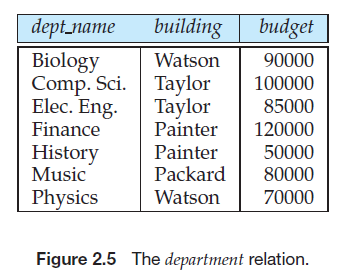 dept_name building budget
Biology Watson 90000
Comp. Sci. Taylor 100000
Elec. Eng. Taylor 85000
Finance Painter 120000
History Painter 50000
Music Packard 80000
Physics Watson 70000
Figure 2.5 The department relation.